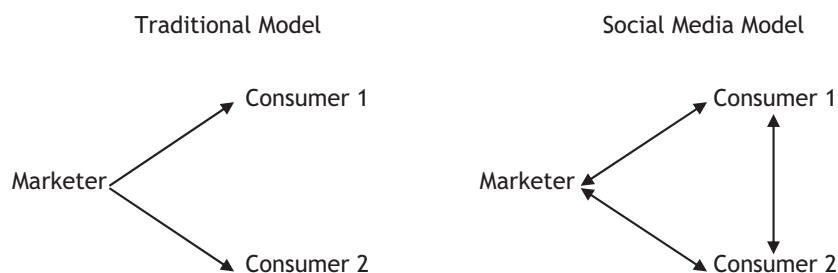 Traditional Model
Social Media Model
Consumer 1
Consumer 1
Marketer
Marketer
Consumer 2
Consumer 2